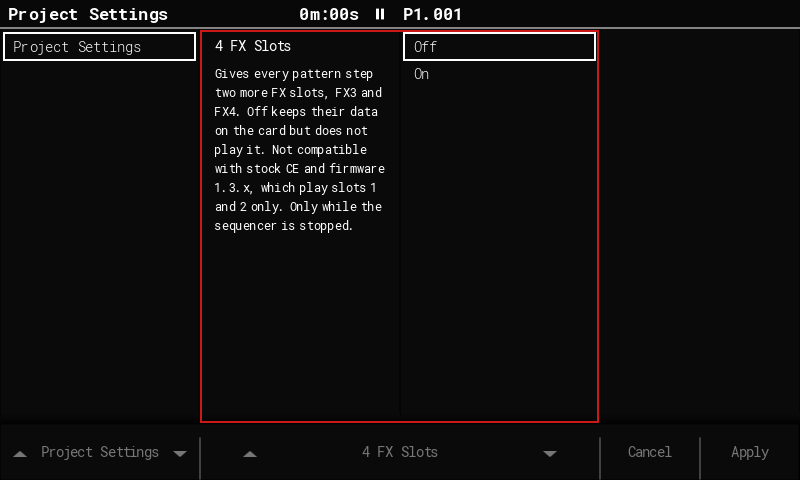 Project Settings 0m:00s P1.001
Project Settings
4 FX Slots
Gives every pattern step
two more FX slots, FX3 and
FX4. Off keeps their data
on the card but does not
play it. Not compatible
with stock CE and firmware
1.3.x, which play slots 1
and 2 only. Only while the
sequencer is stopped.
Off
On
Project Settings 4 FX Slots Cancel Apply